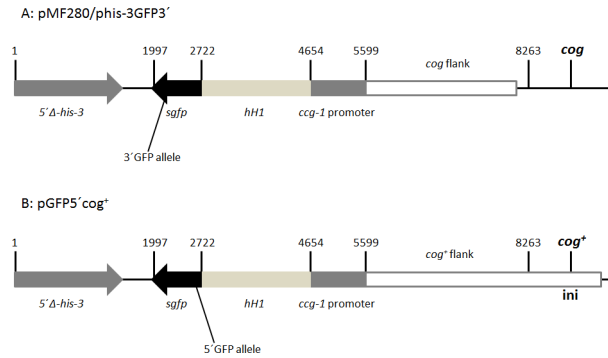 A: pMF280/phis-3GFP3´
1 1997 2722 4654 5599 cog flank 8263 cog
5´Δ-his-3 sgfp hH1 ccg-1 promoter
3´GFP allele
B: pGFP5´cog⁺
1 1997 2722 4654 5599 cog⁺ flank 8263 cog⁺
5´Δ-his-3 sgfp hH1 ccg-1 promoter ini
5´GFP allele